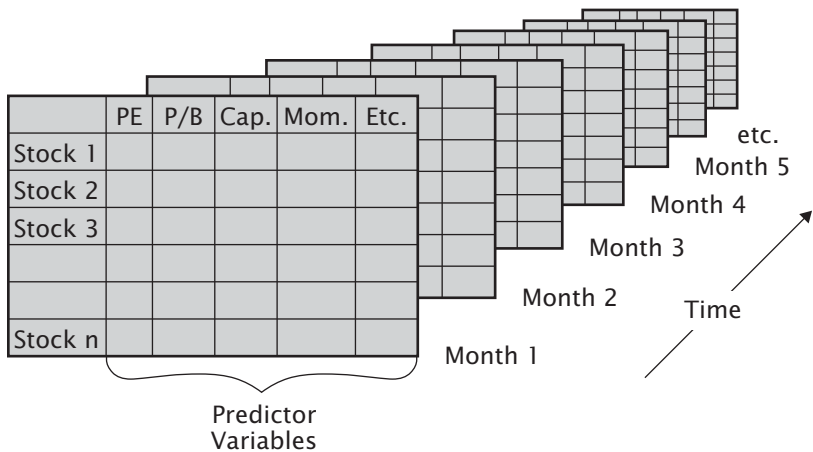 PE P/B Cap. Mom. Etc.
Stock 1
Stock 2
Stock 3
Stock n
Month 1
Month 2
Month 3
Month 4
Month 5
etc.
Time
Predictor
Variables